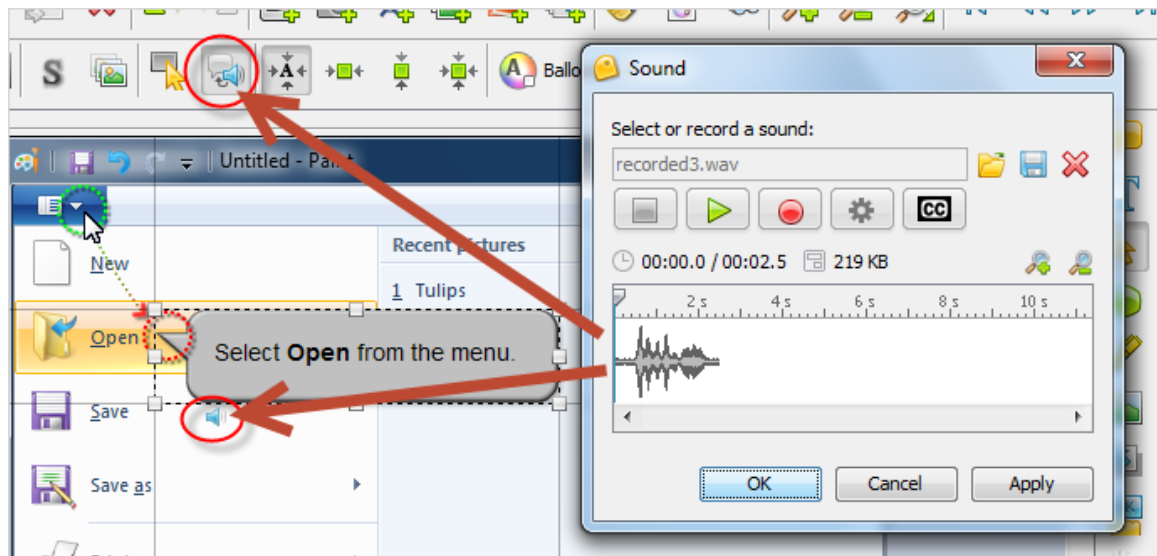 S
A
A Ballo
Sound
Select or record a sound:
recorded3.wav
CC
00:00.0 / 00:02.5 219 KB
2 s 4 s 6 s 8 s 10 s
OK Cancel Apply
Untitled - Paint
New
Open
Save
Save as
Recent pictures
1 Tulips
Select Open from the menu.